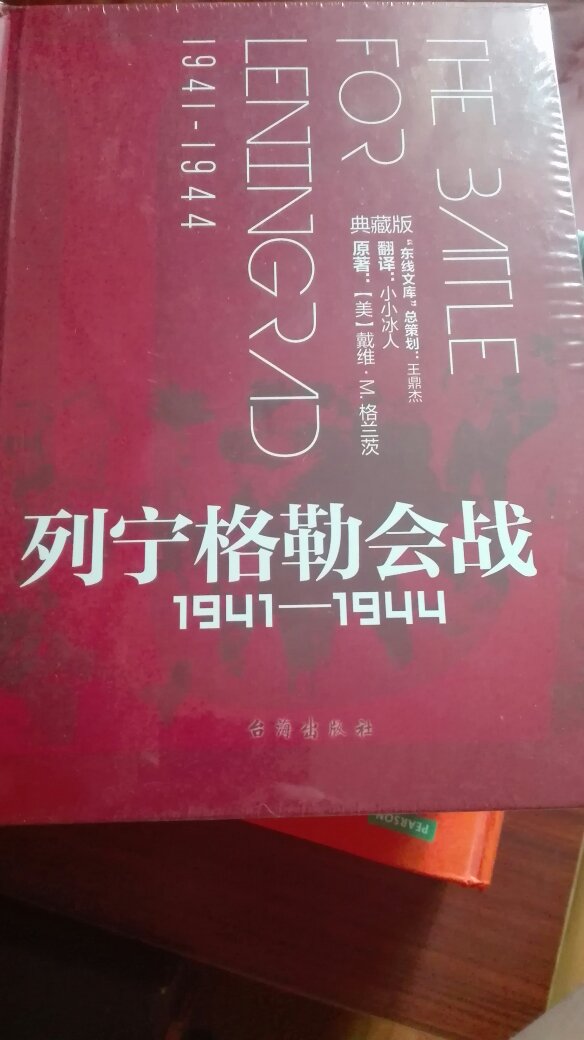 THE BATTLE
FOR
LENINGRAD
1941-1944
典藏版
“东线文库”总策划：王鼎杰
翻译：小小冰人
原著：【美】戴维·M.格兰茨
列宁格勒会战
1941—1944
台海出版社
PEARSON